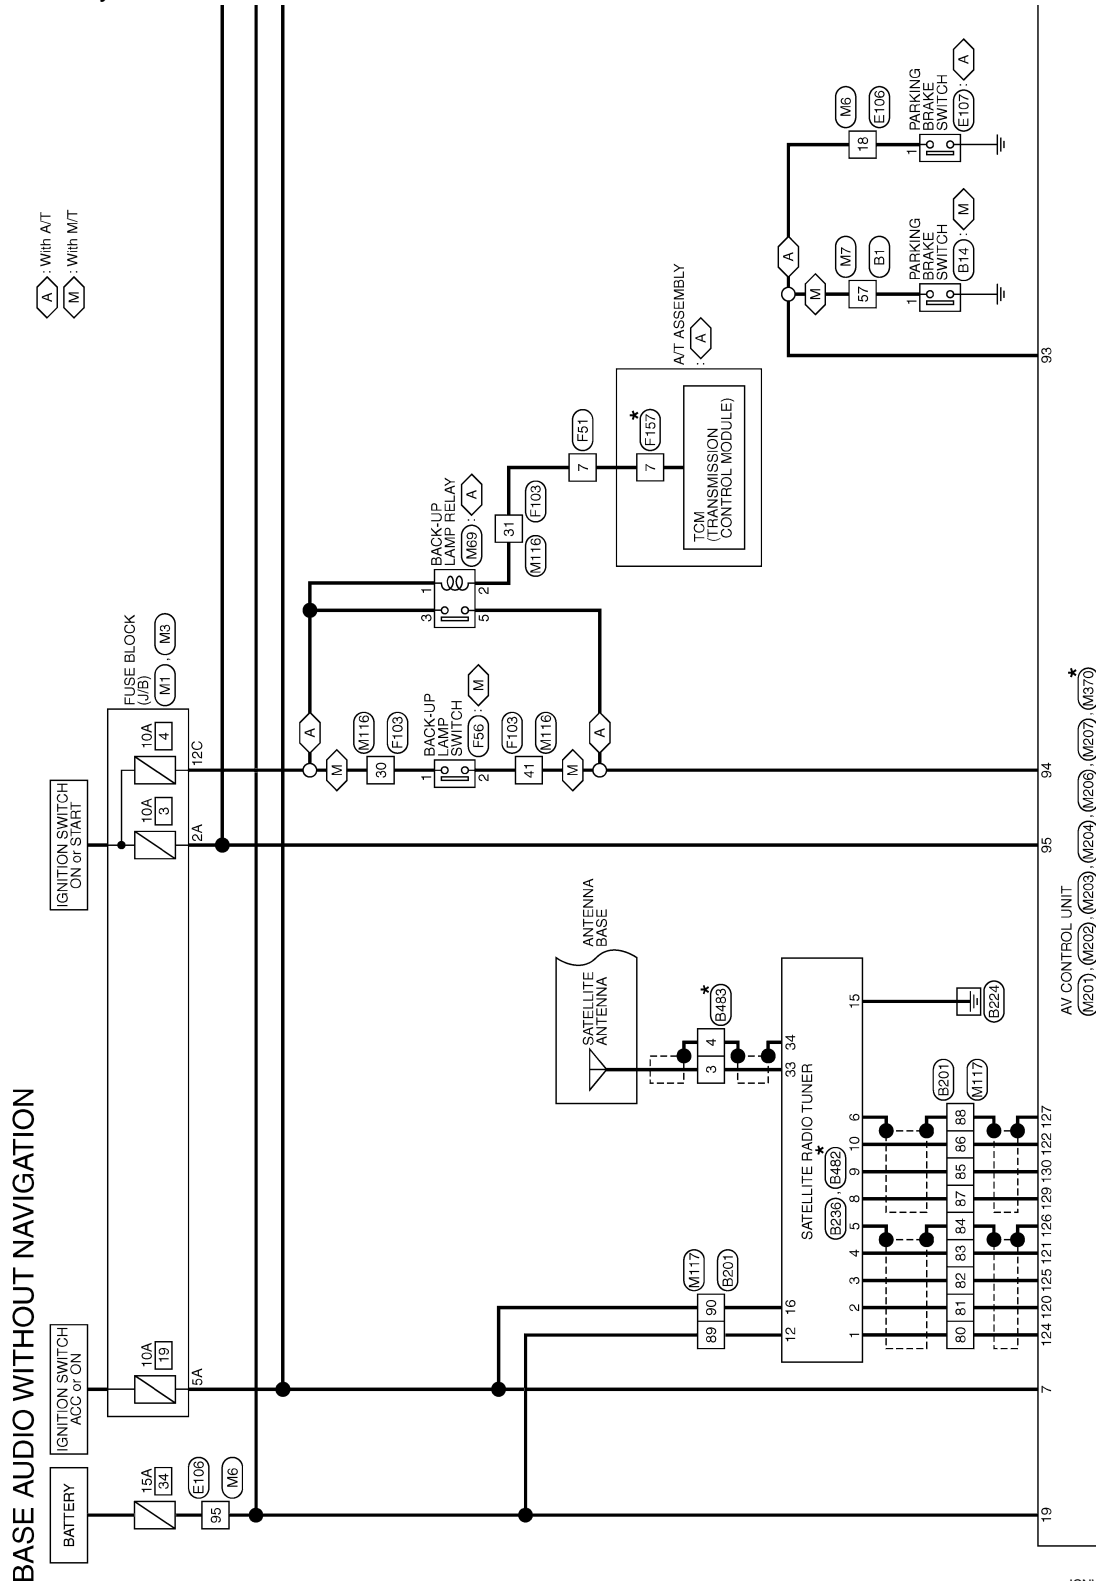 BASE AUDIO WITHOUT NAVIGATION
A : With A/T
M : With M/T
BATTERY
IGNITION SWITCH
ACC or ON
IGNITION SWITCH
ON or START
15A
34
10A
19
10A
3
10A
4
FUSE BLOCK
(J/B)
M1 , M3
E106
95
M6
5A
2A
12C
A
M
M116
30
F103
BACK-UP
LAMP
SWITCH
F56 : M
1
2
F103
41
M116
M
A
BACK-UP
LAMP RELAY
M69 : A
1
3
2
5
31
F103
M116
F51
7
A/T ASSEMBLY
: A
*
F157
7
TCM
(TRANSMISSION
CONTROL MODULE)
A
M
M7
57
B1
PARKING
BRAKE
SWITCH
B14 : M
1
M6
18
E106
PARKING
BRAKE
SWITCH
E107 : A
1
SATELLITE
ANTENNA
ANTENNA
BASE
*
B483
3 4
33 34
M117
89 90
B201
12 16
SATELLITE RADIO TUNER
*
B236 , B482
1 2 3 4 5 8 9 10 6 15
B224
B201
80 81 82 83 84 87 85 86 88
M117
19 7 124 120 125 121 126 129 130 122 127 95 94 93
AV CONTROL UNIT
*
M201 , M202 , M203 , M204 , M206 , M207 , M370